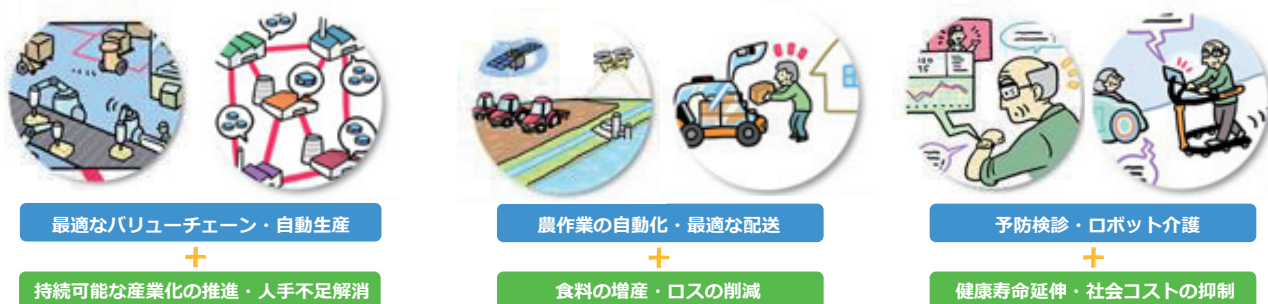 最適なバリューチェーン・自動生産
+
持続可能な産業化の推進・人手不足解消
農作業の自動化・最適な配送
+
食料の増産・ロスの削減
予防検診・ロボット介護
+
健康寿命延伸・社会コストの抑制